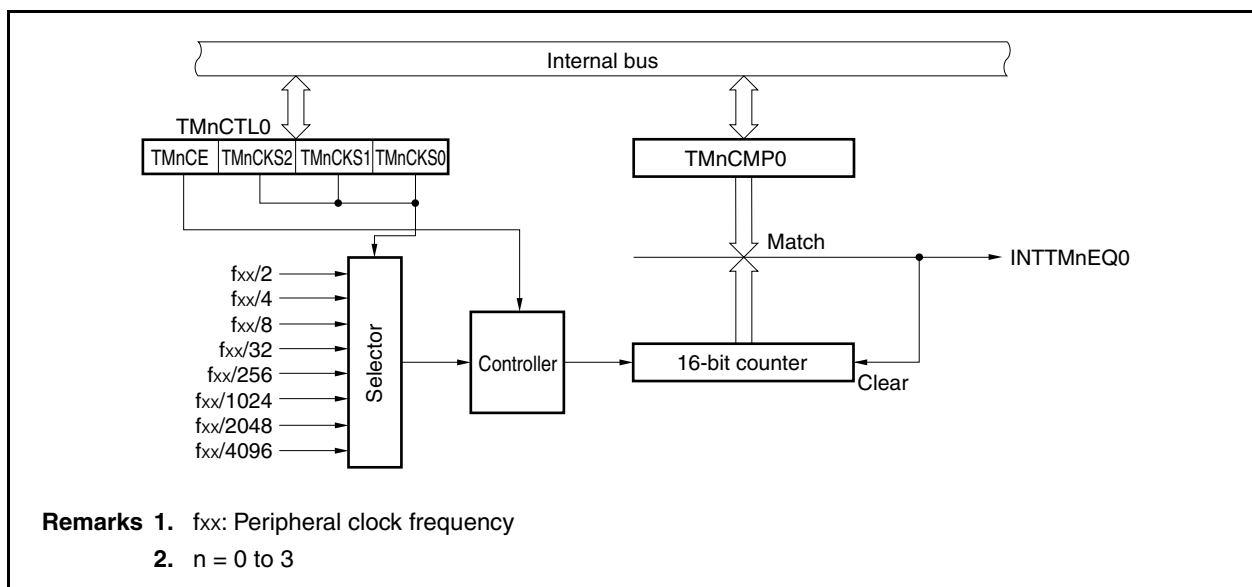 Internal bus
TMnCTL0
TMnCE TMnCKS2 TMnCKS1 TMnCKS0
TMnCMP0
Match
INTTMnEQ0
fxx/2
fxx/4
fxx/8
fxx/32
fxx/256
fxx/1024
fxx/2048
fxx/4096
Selector
Controller
16-bit counter
Clear
Remarks 1. fxx: Peripheral clock frequency
2. n = 0 to 3